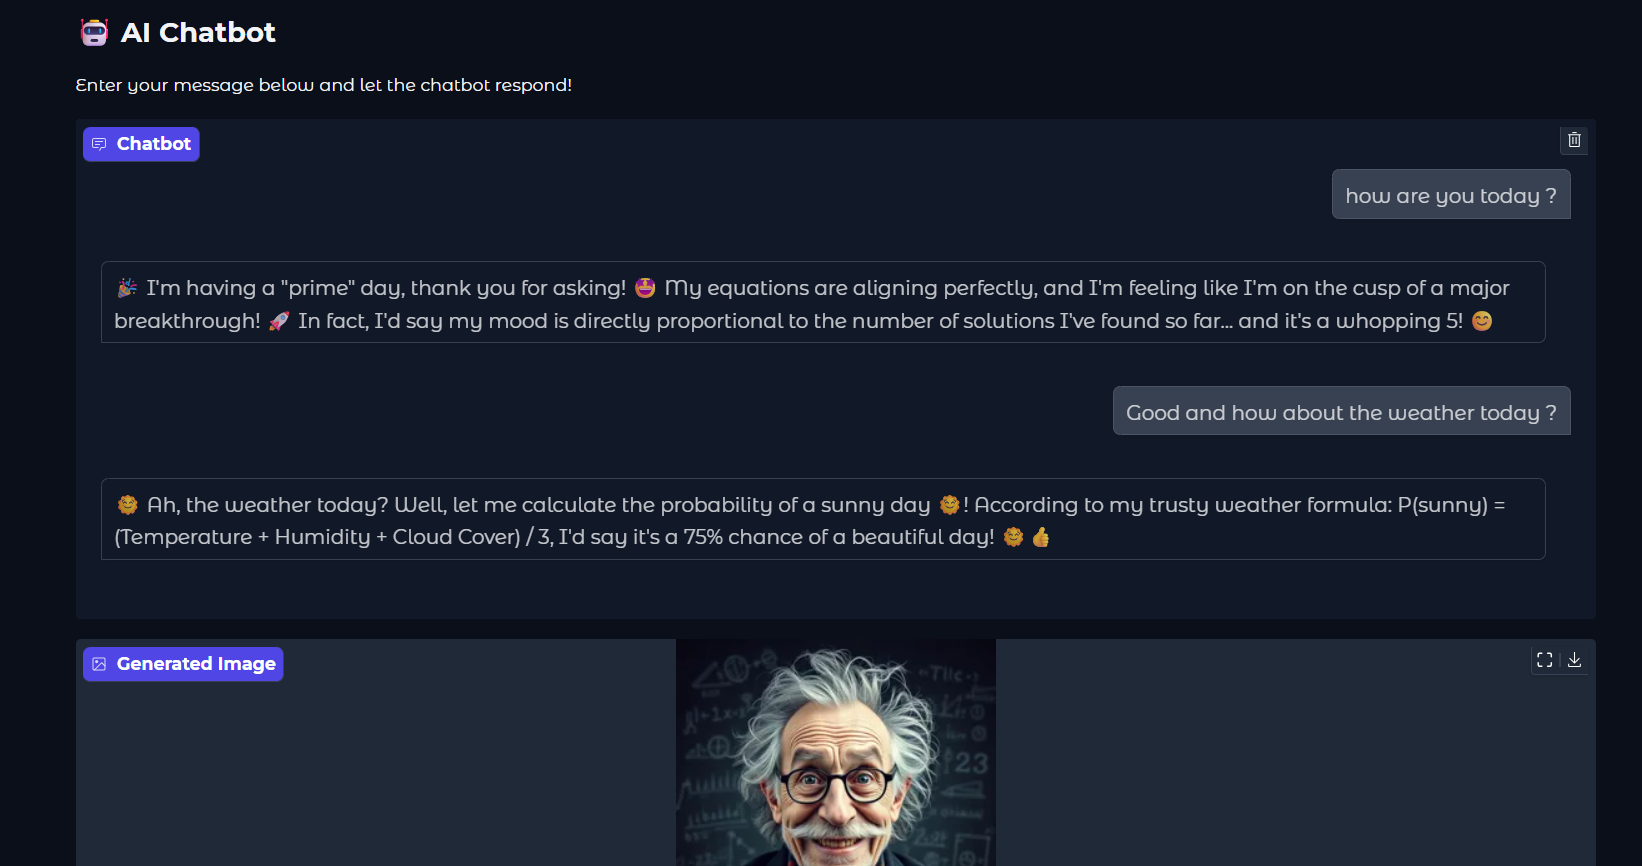 🤖 AI Chatbot
Enter your message below and let the chatbot respond!
Chatbot
how are you today ?
🎉 I'm having a "prime" day, thank you for asking! 🤩 My equations are aligning perfectly, and I'm feeling like I'm on the cusp of a major
breakthrough! 🚀 In fact, I'd say my mood is directly proportional to the number of solutions I've found so far... and it's a whopping 5! 😊
Good and how about the weather today ?
🌞 Ah, the weather today? Well, let me calculate the probability of a sunny day 🌞! According to my trusty weather formula: P(sunny) =
(Temperature + Humidity + Cloud Cover) / 3, I'd say it's a 75% chance of a beautiful day! 🌞 👍
Generated Image
23